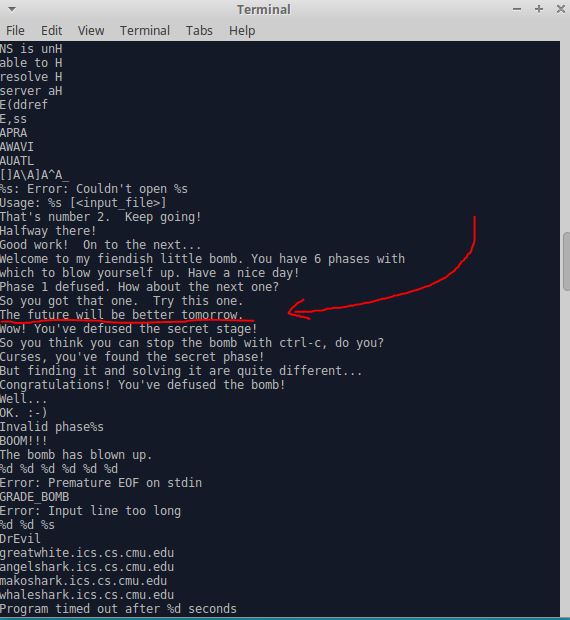 Terminal
File Edit View Terminal Tabs Help
NS is unH
able to H
resolve H
server aH
E(ddref
E,ss
APRA
AWAVI
AUATL
[]A\A]A^A_
%s: Error: Couldn't open %s
Usage: %s [<input_file>]
That's number 2.  Keep going!
Halfway there!
Good work!  On to the next...
Welcome to my fiendish little bomb. You have 6 phases with
which to blow yourself up. Have a nice day!
Phase 1 defused. How about the next one?
So you got that one.  Try this one.
The future will be better tomorrow.
Wow! You've defused the secret stage!
So you think you can stop the bomb with ctrl-c, do you?
Curses, you've found the secret phase!
But finding it and solving it are quite different...
Congratulations! You've defused the bomb!
Well...
OK. :-)
Invalid phase%s
BOOM!!!
The bomb has blown up.
%d %d %d %d %d %d
Error: Premature EOF on stdin
GRADE_BOMB
Error: Input line too long
%d %d %s
DrEvil
greatwhite.ics.cs.cmu.edu
angelshark.ics.cs.cmu.edu
makoshark.ics.cs.cmu.edu
whaleshark.ics.cs.cmu.edu
Program timed out after %d seconds